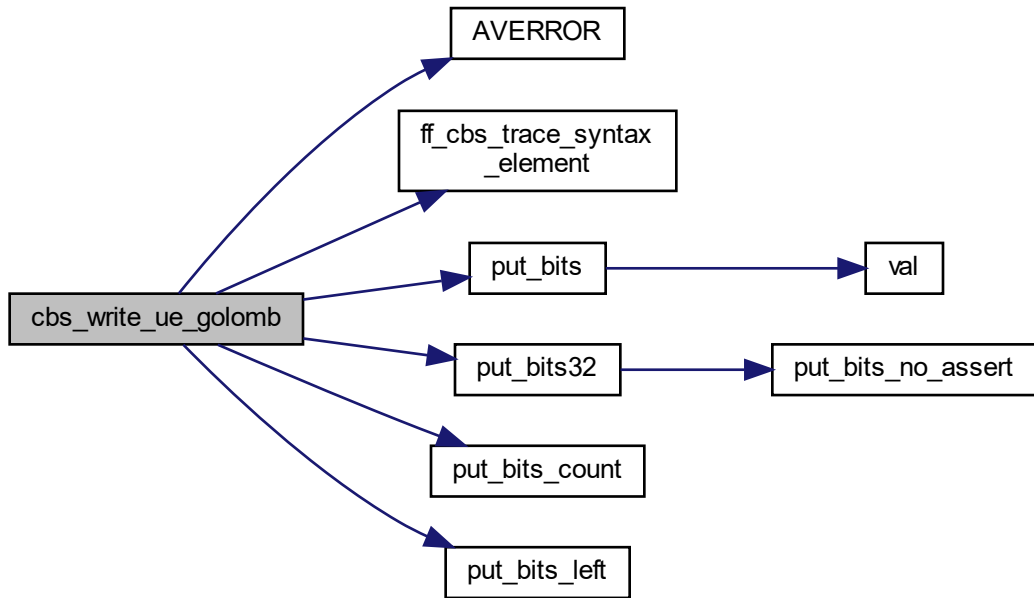 AVERROR
ff_cbs_trace_syntax
_element
put_bits
val
cbs_write_ue_golomb
put_bits32
put_bits_no_assert
put_bits_count
put_bits_left